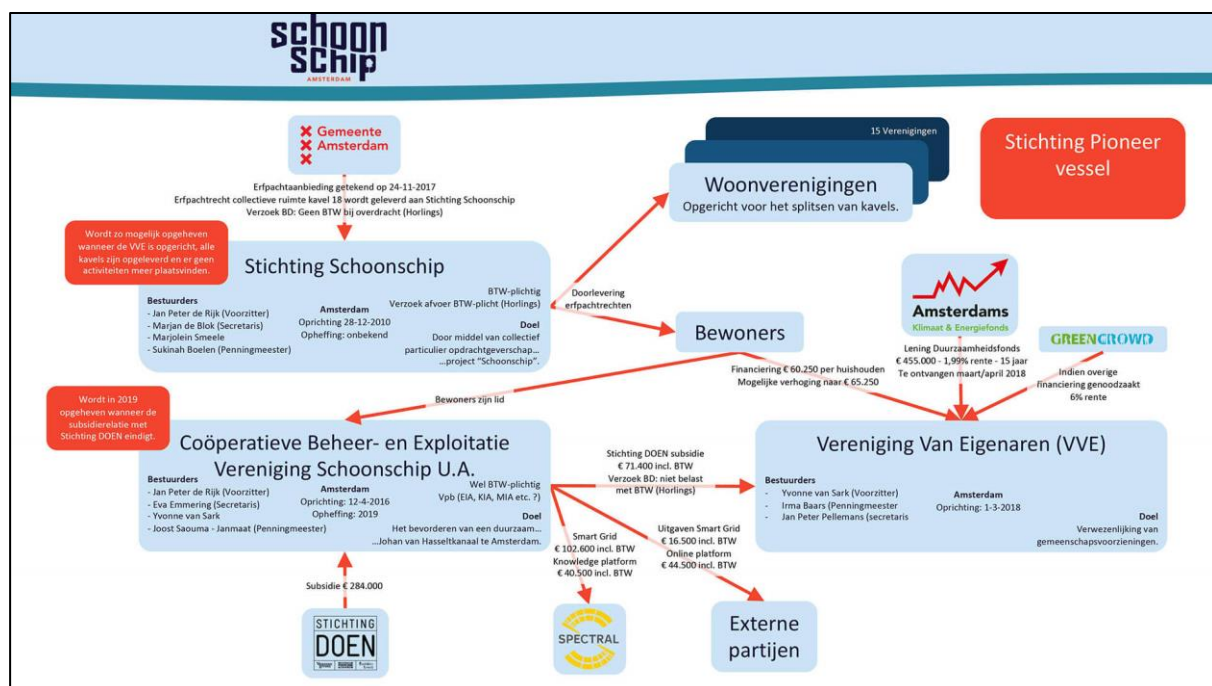 schoon
schip
AMSTERDAM
Gemeente
Amsterdam
Erfpachtaanbieding getekend op 24-11-2017
Erfpachtrecht collectieve ruimte kavel 18 wordt geleverd aan Stichting Schoonschip
Verzoek BD: Geen BTW bij overdracht (Horlings)
15 Verenigingen
Woonverenigingen
Opgericht voor het splitsen van kavels.
Stichting Pioneer
vessel
Wordt zo mogelijk opgeheven
wanneer de VVE is opgericht, alle
kavels zijn opgeleverd en er geen
activiteiten meer plaatsvinden.
Stichting Schoonschip
Bestuurders
- Jan Peter de Rijk (Voorzitter)
- Marjan de Blok (Secretaris)
- Marjolein Smeele
- Sukinah Boelen (Penningmeester)
Amsterdam
Oprichting 28-12-2010
Opheffing: onbekend
BTW-plichtig
Verzoek afvoer BTW-plicht (Horlings)
Doel
Door middel van collectief
particulier opdrachtgeverschap...
...project "Schoonschip".
Doorlevering
erfpachtrechten
Bewoners
Amsterdams
Klimaat & Energiefonds
Lening Duurzaamheidsfonds
€ 455.000 - 1,99% rente - 15 jaar
Te ontvangen maart/april 2018
GREENCROWD
Indien overige
financiering genoodzaakt
6% rente
Financiering € 60.250 per huishouden
Mogelijke verhoging naar € 65.250
Bewoners zijn lid
Wordt in 2019
opgeheven wanneer de
subsidierelatie met
Stichting DOEN eindigt.
Coöperatieve Beheer- en Exploitatie
Vereniging Schoonschip U.A.
Bestuurders
- Jan Peter de Rijk (Voorzitter)
- Eva Emmering (Secretaris)
- Yvonne van Sark
- Joost Saouma - Janmaat (Penningmeester)
Amsterdam
Oprichting: 12-4-2016
Opheffing: 2019
Wel BTW-plichtig
Vpb (EIA, KIA, MIA etc. ?)
Doel
Het bevorderen van een duurzaam...
...Johan van Hasseltkanaal te Amsterdam.
Stichting DOEN subsidie
€ 71.400 incl. BTW
Verzoek BD: niet belast
met BTW (Horlings)
Vereniging Van Eigenaren (VVE)
Bestuurders
- Yvonne van Sark (Voorzitter)
- Irma Baars (Penningmeester
- Jan Peter Pellemans (secretaris
Amsterdam
Oprichting: 1-3-2018
Doel
Verwezenlijking van
gemeenschapsvoorzieningen.
Smart Grid
€ 102.600 incl. BTW
Knowledge platform
€ 40.500 incl. BTW
Uitgaven Smart Grid
€ 16.500 incl. BTW
Online platform
€ 44.500 incl. BTW
Subsidie € 284.000
STICHTING
DOEN
SPECTRAL
Externe
partijen